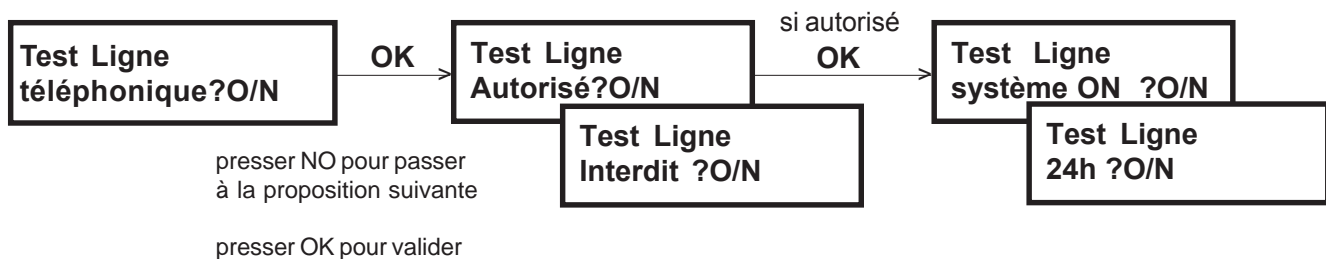 Test Ligne
téléphonique?O/N
OK
Test Ligne
Autorisé?O/N
Test Ligne
Interdit ?O/N
si autorisé
OK
Test Ligne
système ON ?O/N
Test Ligne
24h ?O/N
presser NO pour passer
à la proposition suivante
presser OK pour valider